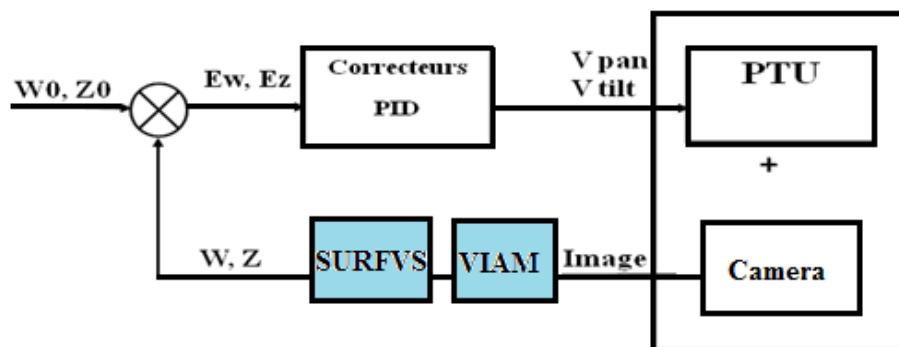 W0, Z0
Ew, Ez
Correcteurs
PID
V pan
V tilt
PTU
+
W, Z
SURFVS
VIAM
Image
Camera